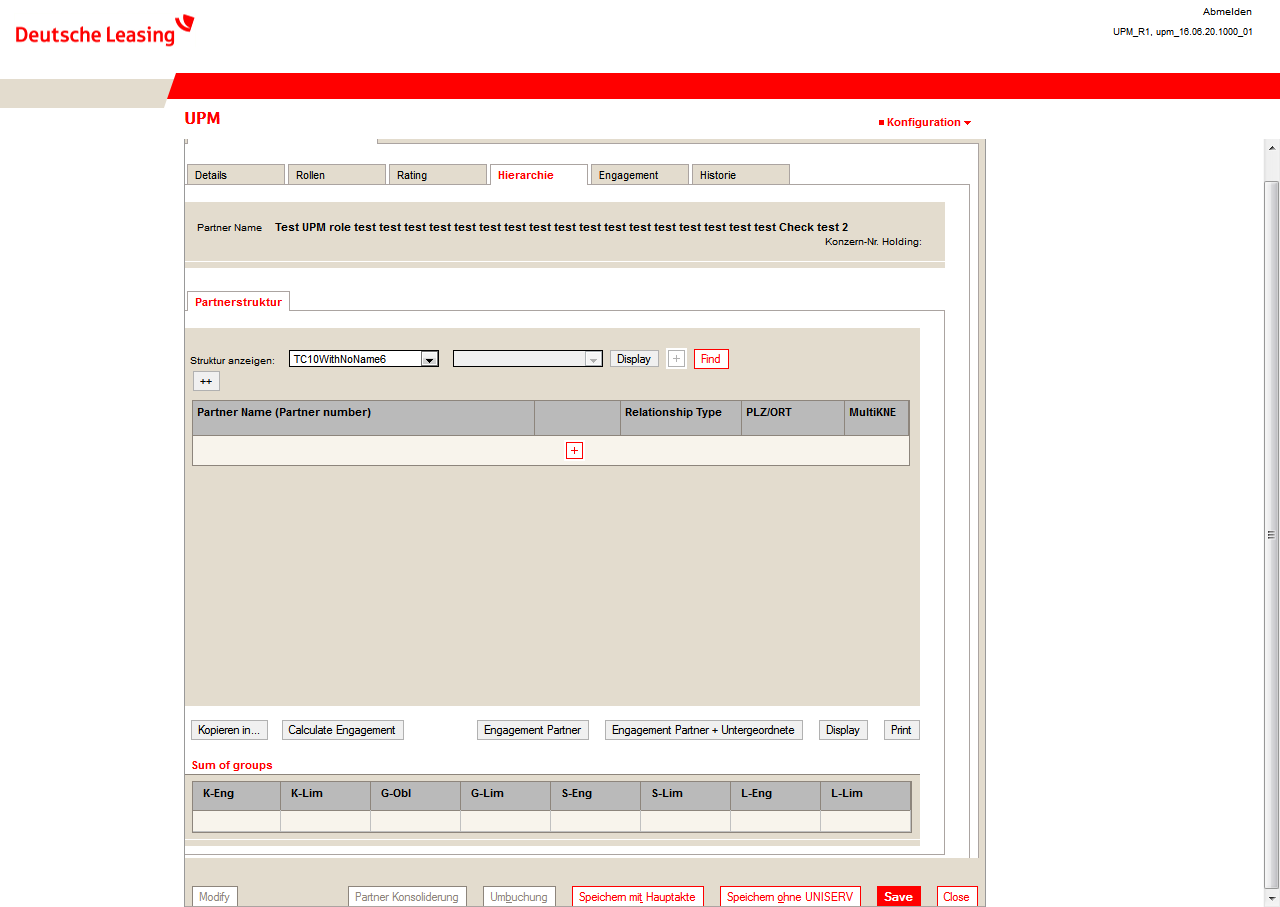 Deutsche Leasing
Abmelden
UPM_R1, upm_16.06.20.1000_01
UPM
Konfiguration
Details Rollen Rating Hierarchie Engagement Historie
Partner Name Test UPM role test test test test test test test test test test test test test test test test test Check test 2
Konzern-Nr. Holding:
Partnerstruktur
Struktur anzeigen: TC10WithNoName6 Display + Find
++
Partner Name (Partner number) Relationship Type PLZ/ORT MultiKNE
+
Kopieren in... Calculate Engagement Engagement Partner Engagement Partner + Untergeordnete Display Print
Sum of groups
K-Eng K-Lim G-Obl G-Lim S-Eng S-Lim L-Eng L-Lim
Modify Partner Konsolidierung Umbuchung Speichern mit Hauptakte Speichern ohne UNISERV Save Close